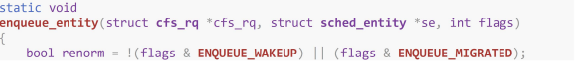 static void
enqueue_entity(struct cfs_rq *cfs_rq, struct sched_entity *se, int flags)
{
bool renorm = !(flags & ENQUEUE_WAKEUP) || (flags & ENQUEUE_MIGRATED);